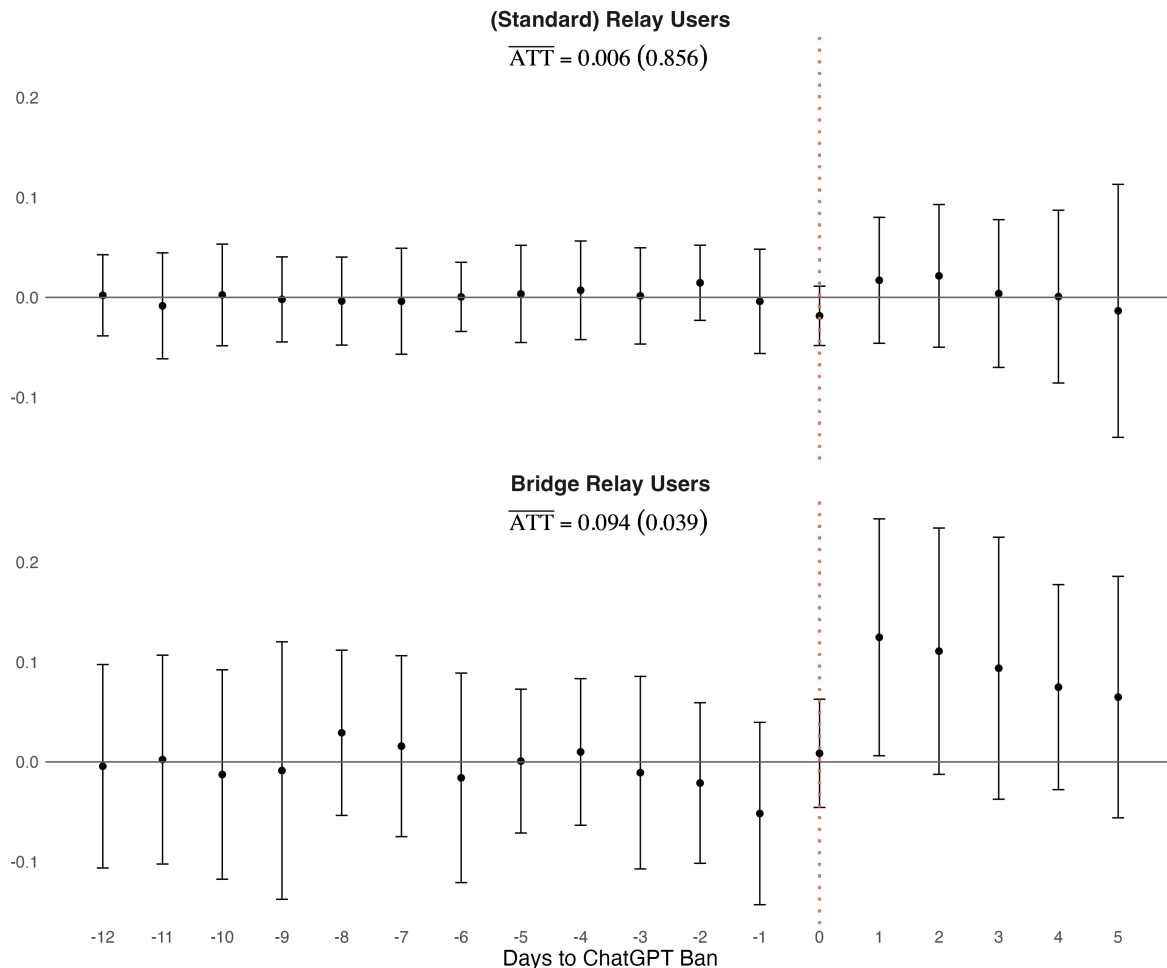 (Standard) Relay Users
ATT = 0.006 (0.856)
0.2
0.1
0.0
-0.1
Bridge Relay Users
ATT = 0.094 (0.039)
0.2
0.1
0.0
-0.1
-12 -11 -10 -9 -8 -7 -6 -5 -4 -3 -2 -1 0 1 2 3 4 5
Days to ChatGPT Ban